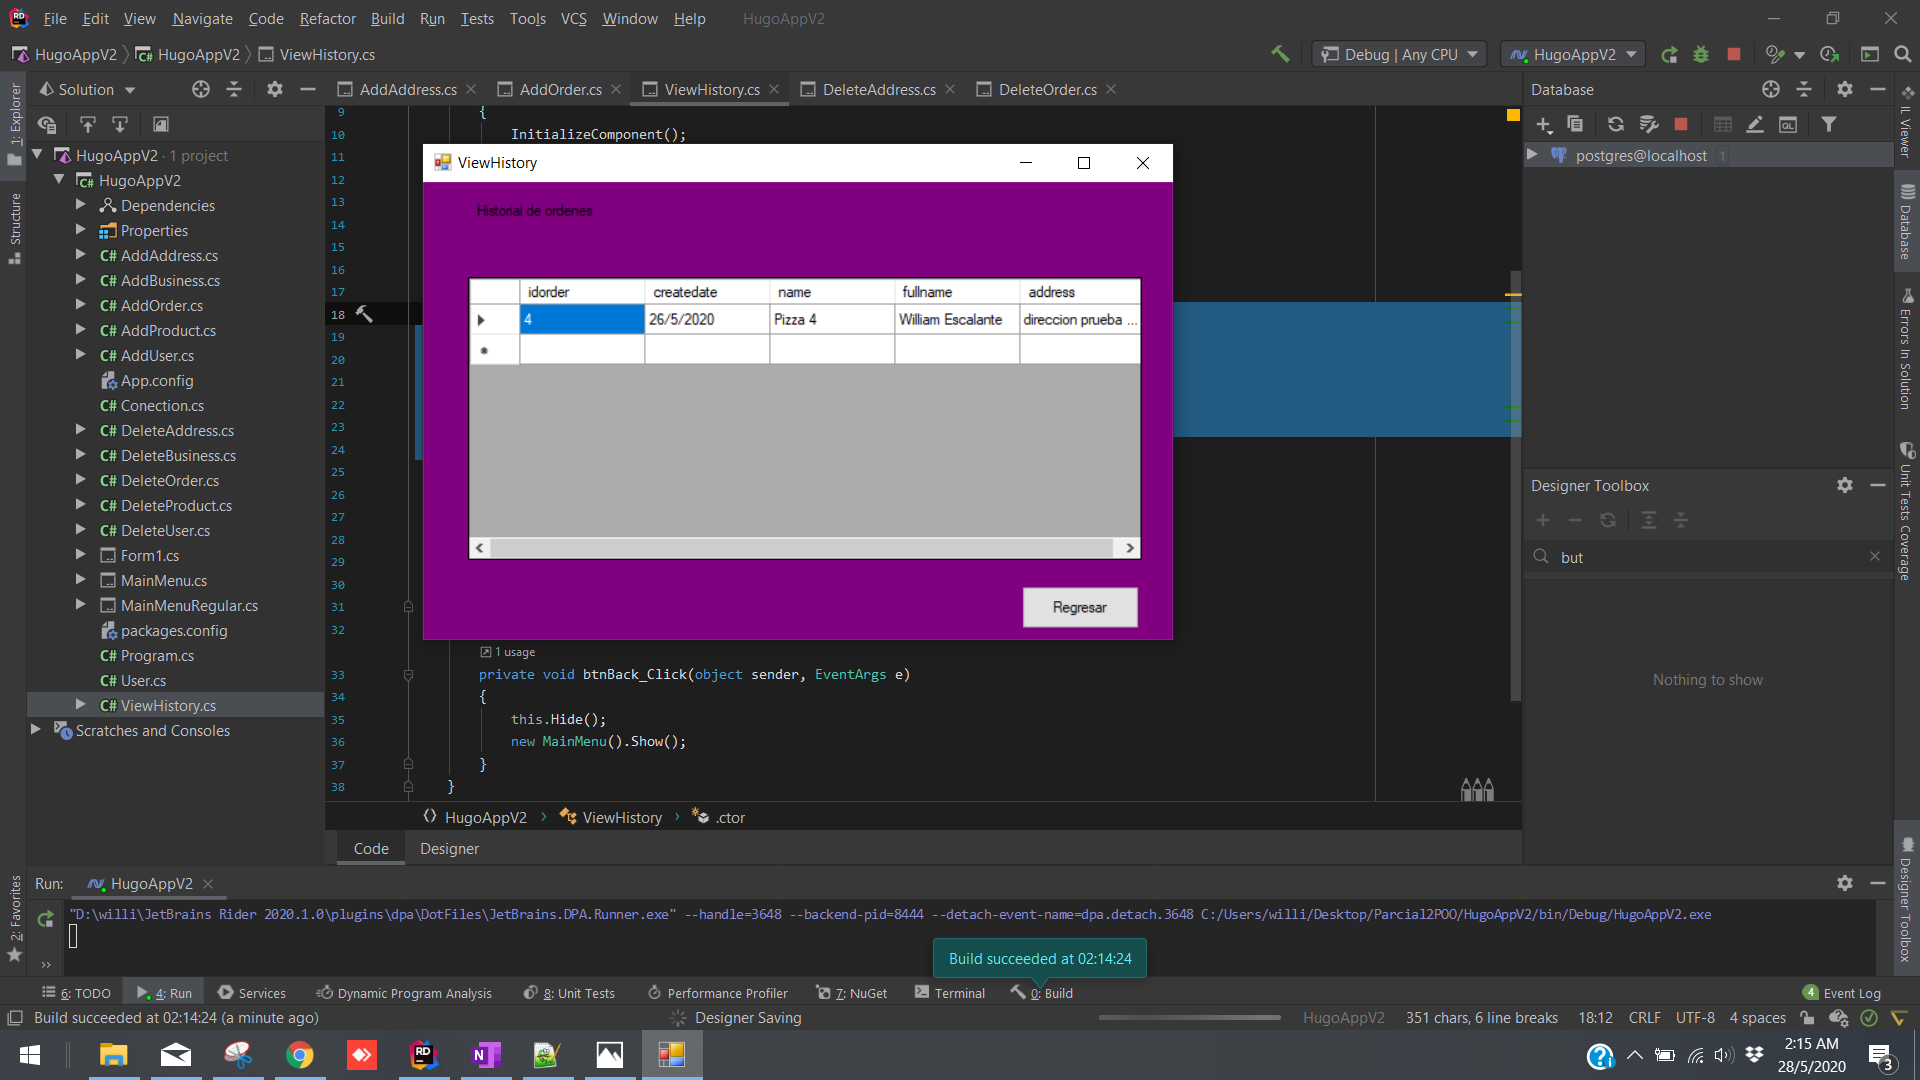 File Edit View Navigate Code Refactor Build Run Tests Tools VCS Window Help HugoAppV2
HugoAppV2 HugoAppV2 ViewHistory.cs
Debug | Any CPU HugoAppV2
Solution
AddAddress.cs AddOrder.cs ViewHistory.cs DeleteAddress.cs DeleteOrder.cs
Database
1: Explorer
Structure
2: Favorites
HugoAppV2 · 1 project
HugoAppV2
Dependencies
Properties
C# AddAddress.cs
C# AddBusiness.cs
C# AddOrder.cs
C# AddProduct.cs
C# AddUser.cs
App.config
C# Conection.cs
C# DeleteAddress.cs
C# DeleteBusiness.cs
C# DeleteOrder.cs
C# DeleteProduct.cs
C# DeleteUser.cs
Form1.cs
MainMenu.cs
MainMenuRegular.cs
packages.config
C# Program.cs
C# User.cs
C# ViewHistory.cs
Scratches and Consoles
9 {
10 InitializeComponent();
11
12
13
14
15
16
17
18
19
20
21
22
23
24
25
26
27
28
29
30
31
32
1 usage
33 private void btnBack_Click(object sender, EventArgs e)
34 {
35 this.Hide();
36 new MainMenu().Show();
37 }
38 }
ViewHistory
Historial de ordenes
idorder createdate name fullname address
4 26/5/2020 Pizza 4 William Escalante direccion prueba ...
Regresar
HugoAppV2 ViewHistory .ctor
Code Designer
postgres@localhost 1
Designer Toolbox
but
Nothing to show
IL Viewer
Database
Errors In Solution
Unit Tests Coverage
Designer Toolbox
Run: HugoAppV2
"D:\willi\JetBrains Rider 2020.1.0\plugins\dpa\DotFiles\JetBrains.DPA.Runner.exe" --handle=3648 --backend-pid=8444 --detach-event-name=dpa.detach.3648 C:/Users/willi/Desktop/Parcial2POO/HugoAppV2/bin/Debug/HugoAppV2.exe
Build succeeded at 02:14:24
6: TODO 4: Run Services Dynamic Program Analysis 8: Unit Tests Performance Profiler 7: NuGet Terminal 0: Build 4 Event Log
Build succeeded at 02:14:24 (a minute ago) Designer Saving HugoAppV2 351 chars, 6 line breaks 18:12 CRLF UTF-8 4 spaces
2:15 AM
28/5/2020
3